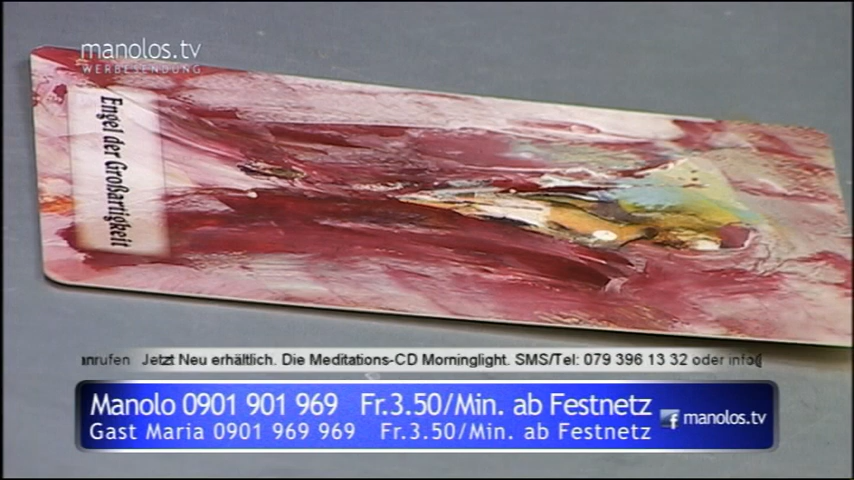 manolos.tv
WERBESENDUNG
Engel der Großartigkeit
anrufen Jetzt Neu erhältlich. Die Meditations-CD Morninglight. SMS/Tel: 079 396 13 32 oder info@
Manolo 0901 901 969 Fr.3.50/Min. ab Festnetz
Gast Maria 0901 969 969 Fr.3.50/Min. ab Festnetz
f manolos.tv